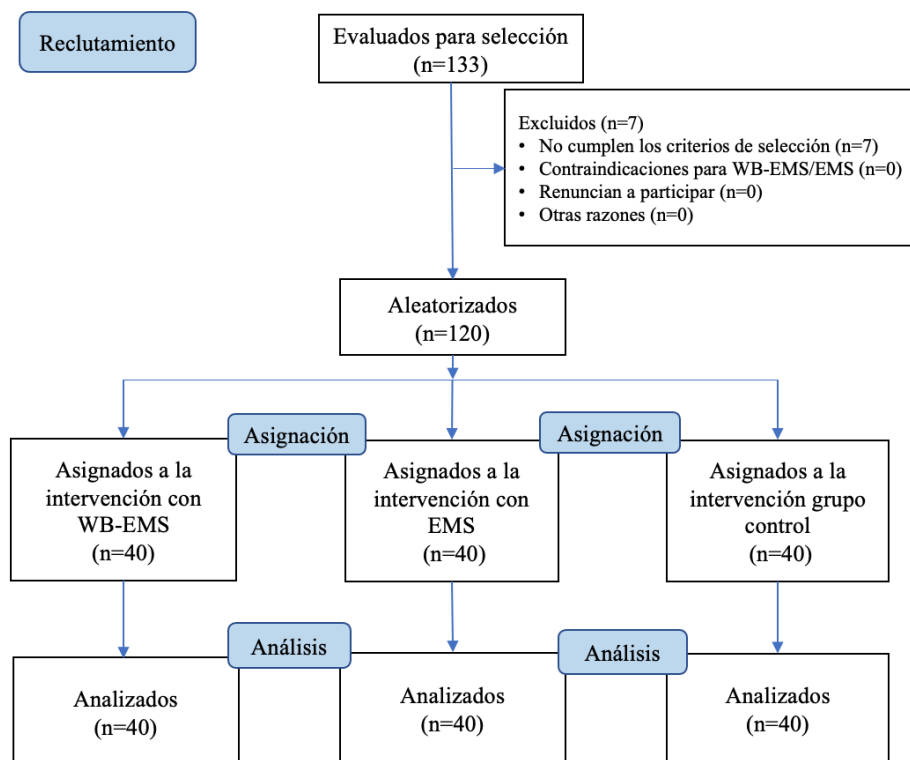 Reclutamiento
Evaluados para selección
(n=133)
Excluidos (n=7)
• No cumplen los criterios de selección (n=7)
• Contraindicaciones para WB-EMS/EMS (n=0)
• Renuncian a participar (n=0)
• Otras razones (n=0)
Aleatorizados
(n=120)
Asignación
Asignación
Asignados a la
intervención con
WB-EMS
(n=40)
Asignados a la
intervención con
EMS
(n=40)
Asignados a la
intervención grupo
control
(n=40)
Análisis
Análisis
Analizados
(n=40)
Analizados
(n=40)
Analizados
(n=40)